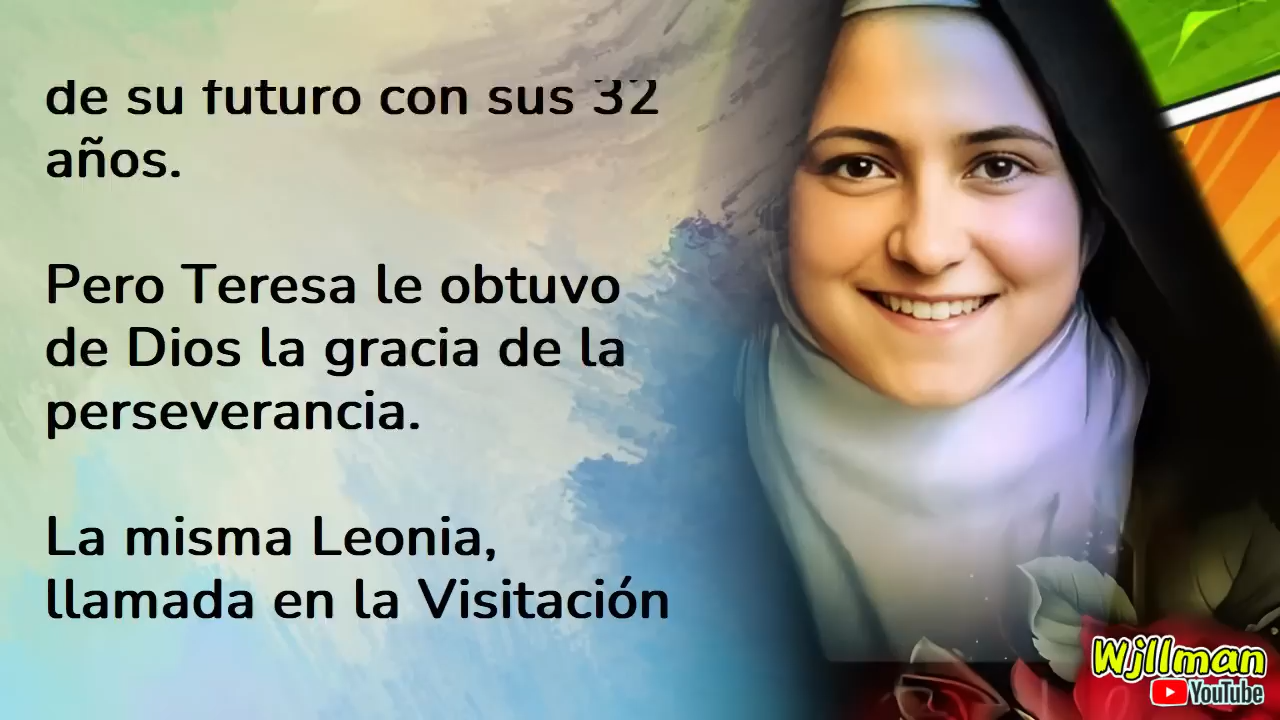 de su futuro con sus 32
años.
Pero Teresa le obtuvo
de Dios la gracia de la
perseverancia.
La misma Leonia,
llamada en la Visitación
Wjllman
YouTube